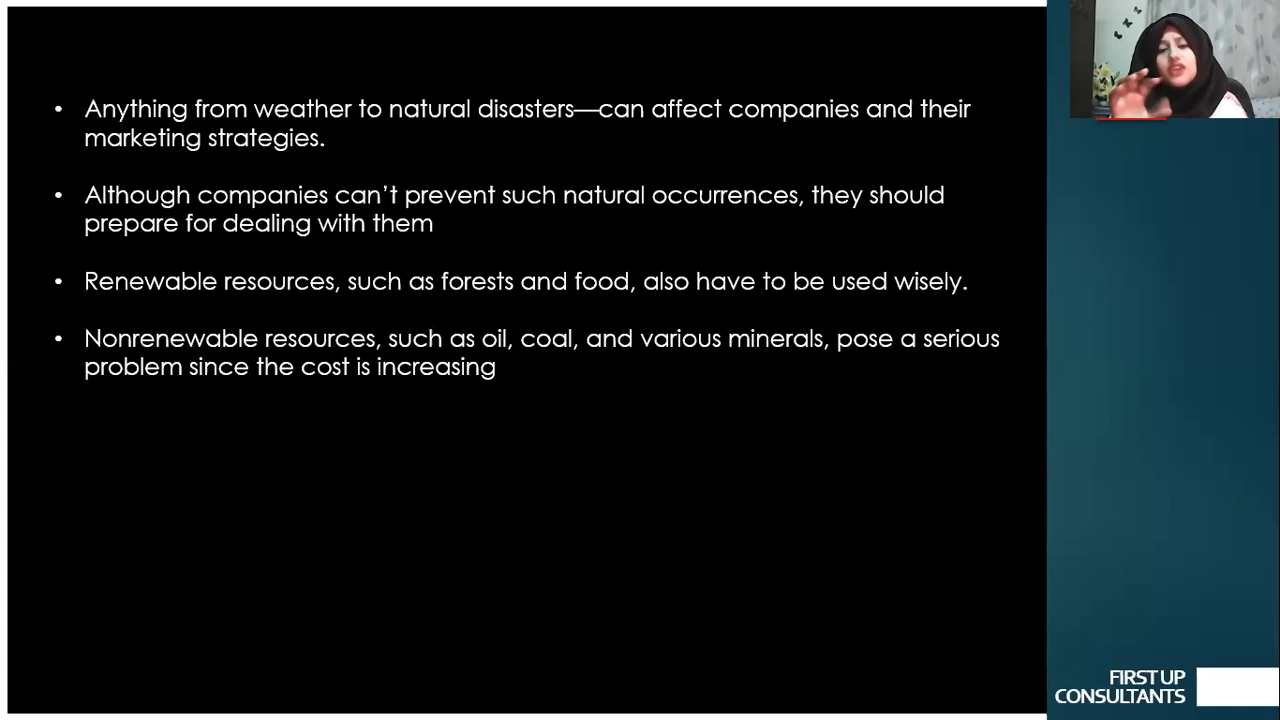 • Anything from weather to natural disasters—can affect companies and their
marketing strategies.
• Although companies can’t prevent such natural occurrences, they should
prepare for dealing with them
• Renewable resources, such as forests and food, also have to be used wisely.
• Nonrenewable resources, such as oil, coal, and various minerals, pose a serious
problem since the cost is increasing
FIRST UP
CONSULTANTS